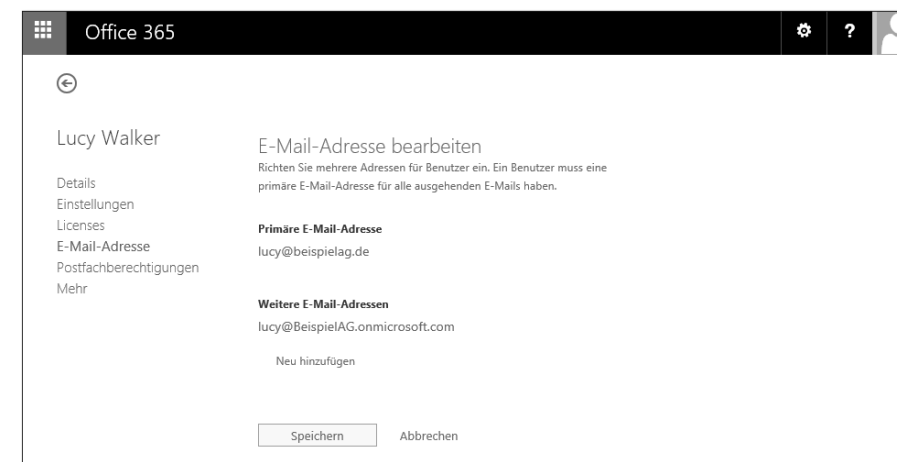 Office 365
?
Lucy Walker
Details
Einstellungen
Licenses
E-Mail-Adresse
Postfachberechtigungen
Mehr
E-Mail-Adresse bearbeiten
Richten Sie mehrere Adressen für Benutzer ein. Ein Benutzer muss eine
primäre E-Mail-Adresse für alle ausgehenden E-Mails haben.
Primäre E-Mail-Adresse
lucy@beispielag.de
Weitere E-Mail-Adressen
lucy@BeispielAG.onmicrosoft.com
Neu hinzufügen
Speichern Abbrechen